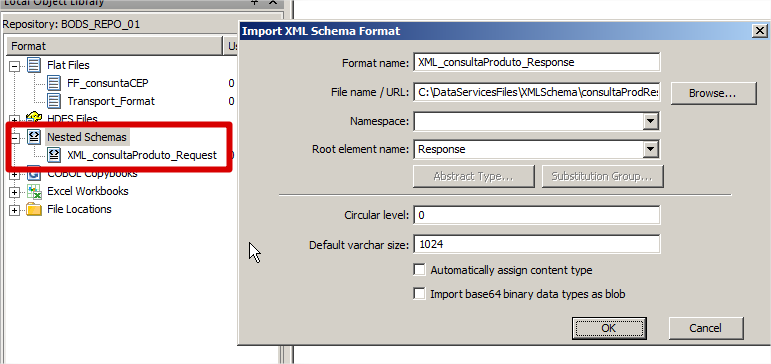 Local Object Library
Repository: BODS_REPO_01
Format
Flat Files
FF_consuntaCEP 0
Transport_Format 0
HDFS Files
Nested Schemas
XML_consultaProduto_Request
COBOL Copybooks
Excel Workbooks
File Locations
Import XML Schema Format
Format name: XML_consultaProduto_Response
File name / URL: C:\DataServicesFiles\XMLSchema\consultaProdRes Browse...
Namespace:
Root element name: Response
Abstract Type... Substitution Group...
Circular level: 0
Default varchar size: 1024
Automatically assign content type
Import base64 binary data types as blob
OK Cancel